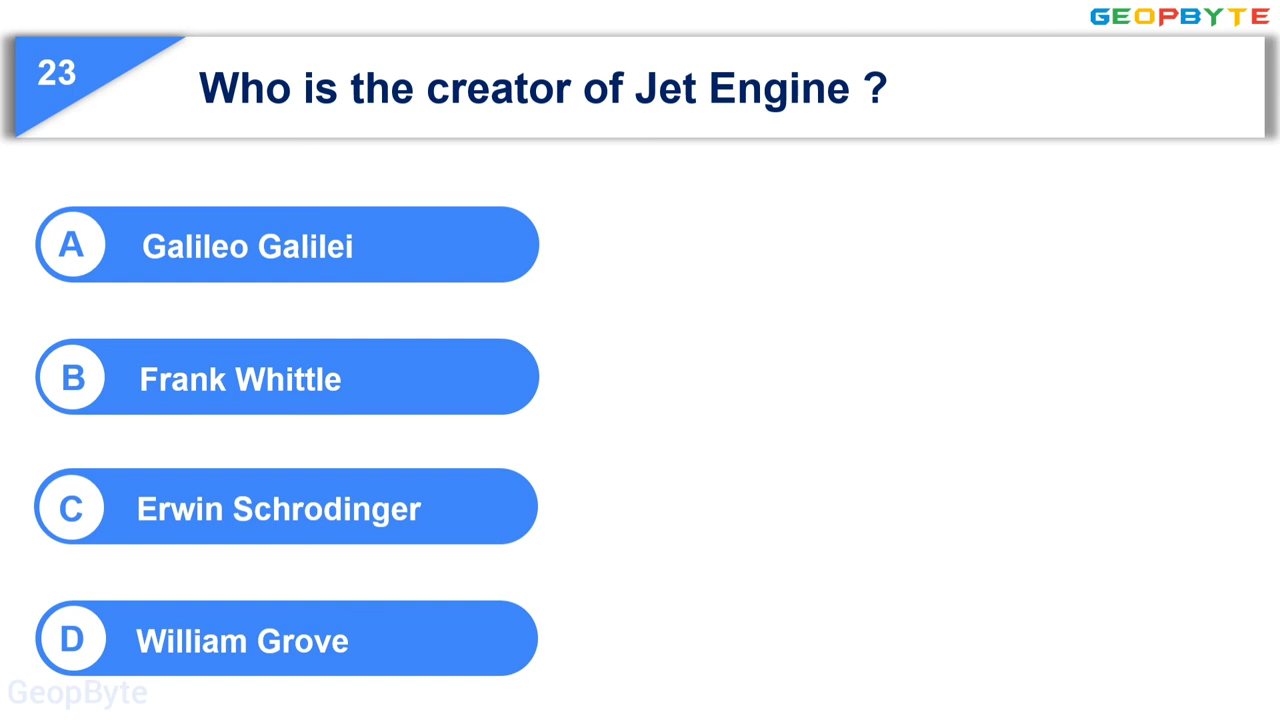 GEOPBYTE
23
Who is the creator of Jet Engine ?
A Galileo Galilei
B Frank Whittle
C Erwin Schrodinger
D William Grove
GeopByte